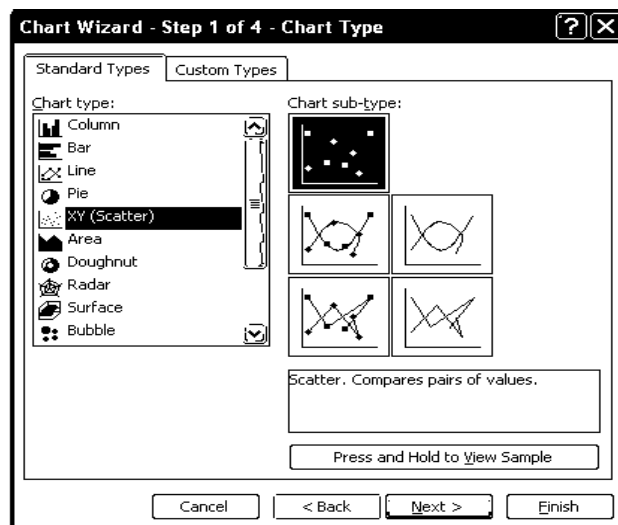 Chart Wizard - Step 1 of 4 - Chart Type
Standard Types
Custom Types
Chart type:
Column
Bar
Line
Pie
XY (Scatter)
Area
Doughnut
Radar
Surface
Bubble
Chart sub-type:
Scatter. Compares pairs of values.
Press and Hold to View Sample
Cancel
< Back
Next >
Finish